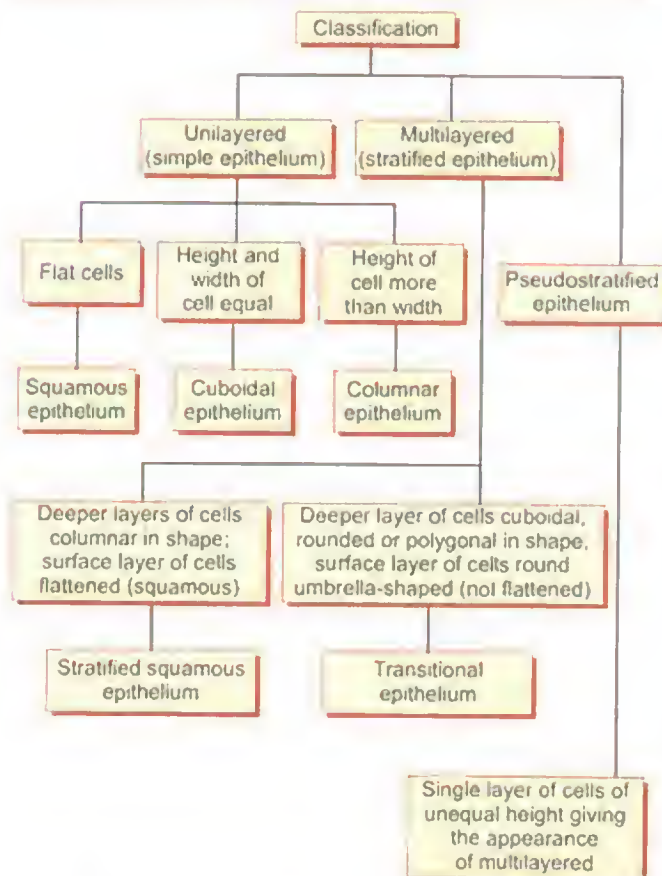 Classification
Unilayered
(simple epithelium)
Multilayered
(stratified epithelium)
Flat cells
Height and
width of
cell equal
Height of
cell more
than width
Pseudostratified
epithelium
Squamous
epithelium
Cuboidal
epithelium
Columnar
epithelium
Deeper layers of cells
columnar in shape;
surface layer of cells
flattened (squamous)
Deeper layer of cells cuboidal,
rounded or polygonal in shape,
surface layer of cells round
umbrella-shaped (not flattened)
Stratified squamous
epithelium
Transitional
epithelium
Single layer of cells of
unequal height giving
the appearance
of multilayered